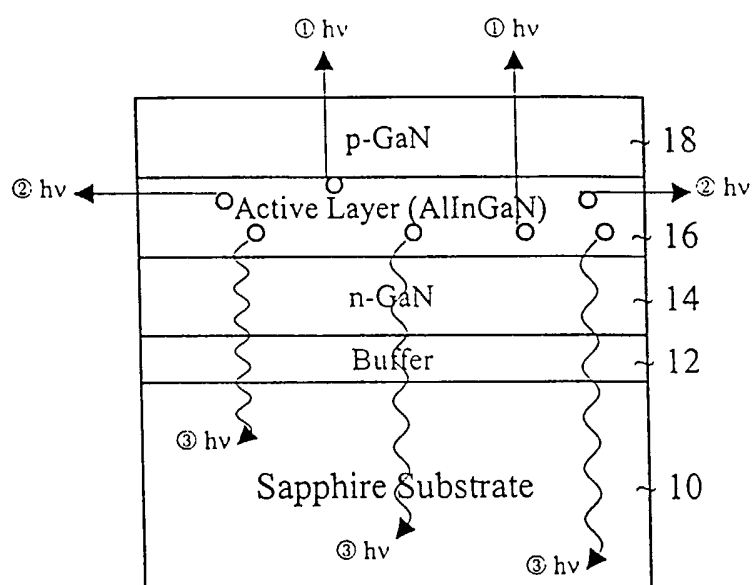 ① hν ① hν
p-GaN ~ 18
② hν ② hν
Active Layer (AlInGaN)
~ 16
n-GaN ~ 14
Buffer ~ 12
③ hν
Sapphire Substrate ~ 10
③ hν
③ hν